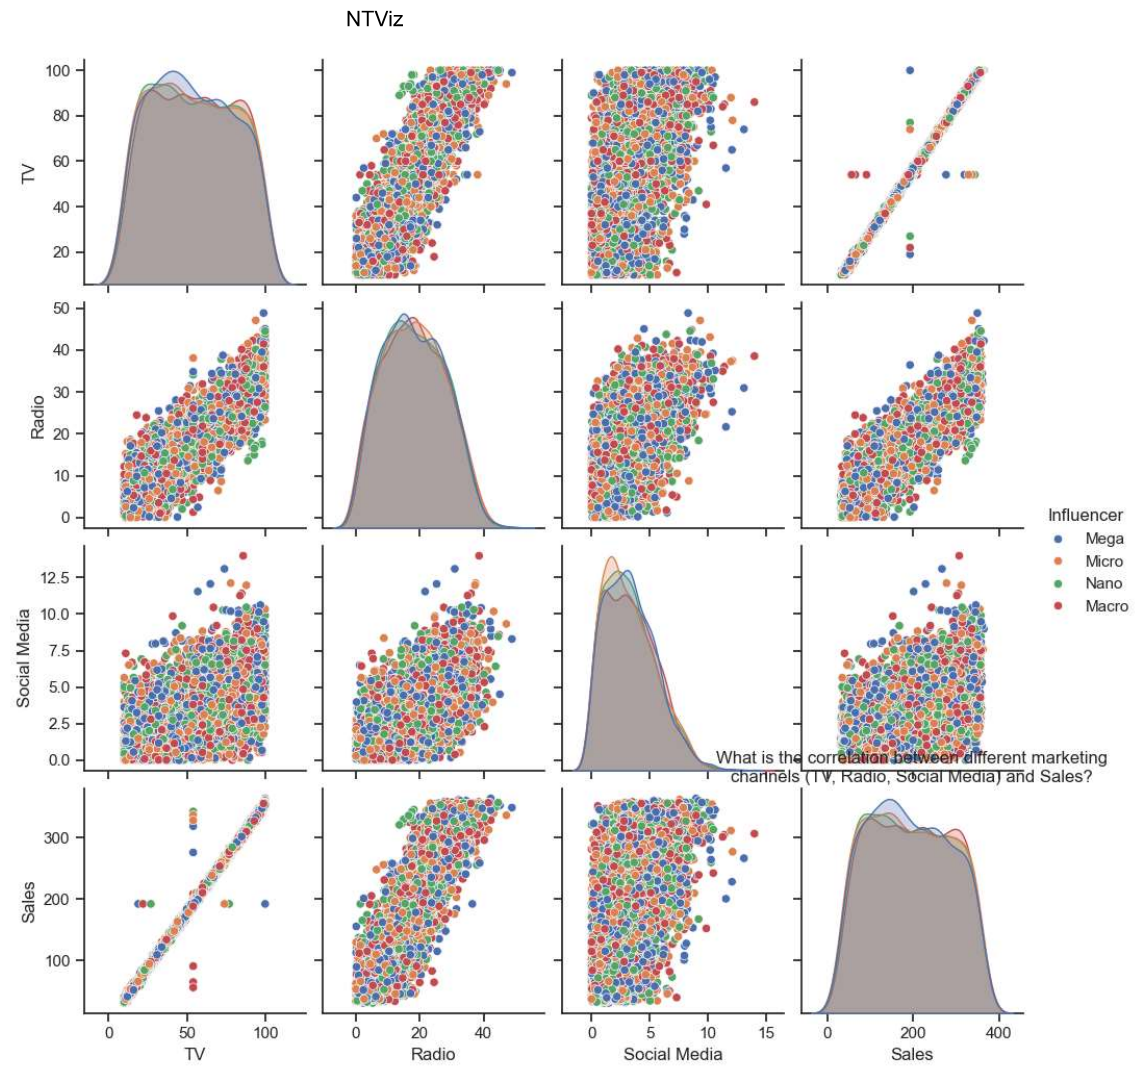 NTViz
100
80
60
40
20
TV
50
40
30
20
10
0
Radio
Influencer
Mega
Micro
Nano
Macro
12.5
10.0
7.5
5.0
2.5
0.0
Social Media
What is the correlation between different marketing
channels (TV, Radio, Social Media) and Sales?
300
200
100
Sales
0 50 100
0 20 40
0 5 10 15
0 200 400
TV
Radio
Social Media
Sales